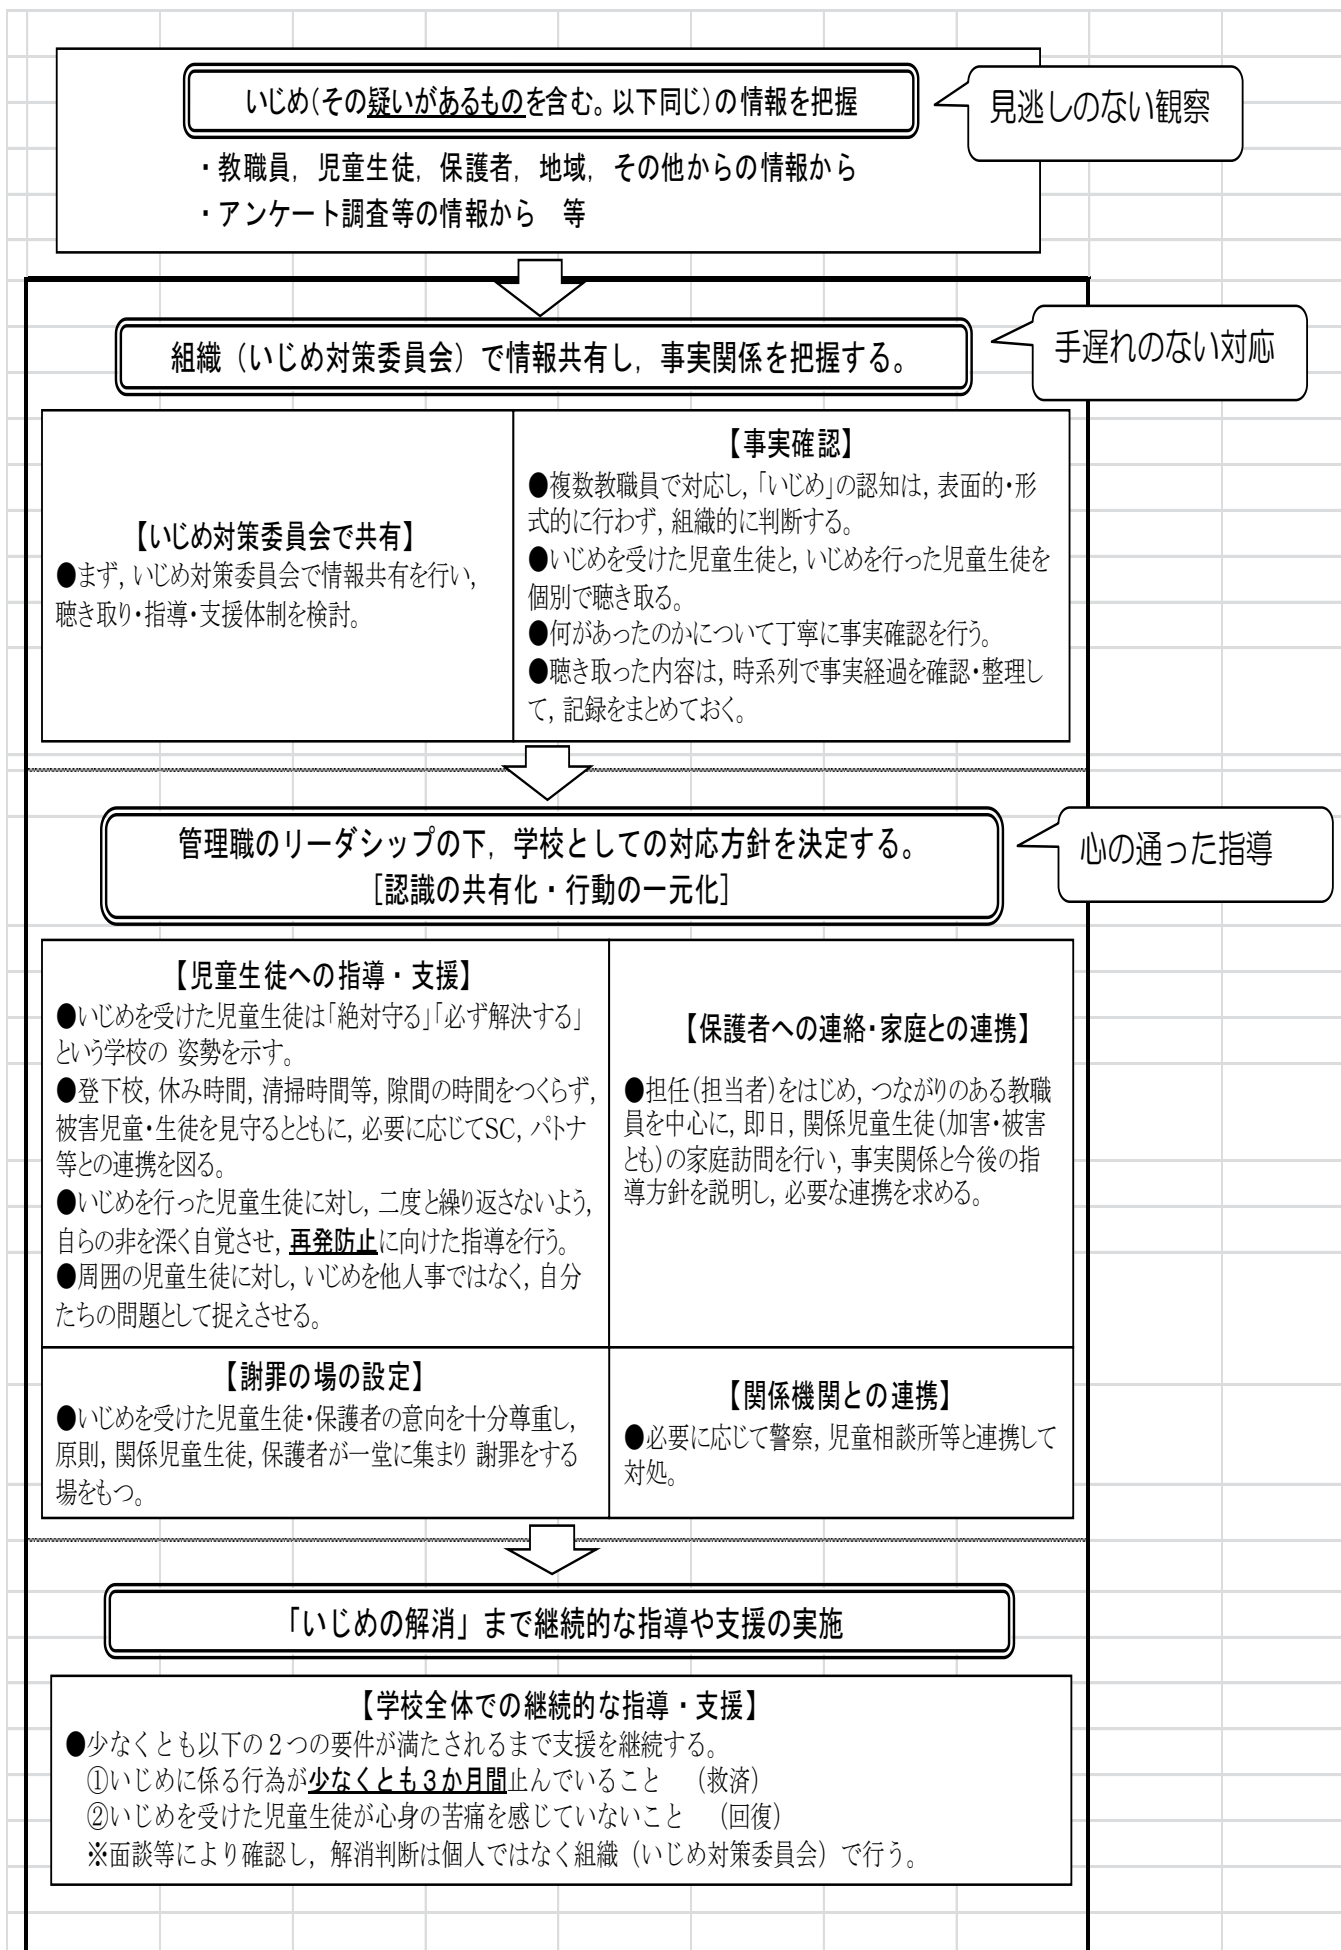 いじめ(その疑いがあるものを含む。以下同じ)の情報を把握
見逃しのない観察
・教職員，児童生徒，保護者，地域，その他からの情報から
・アンケート調査等の情報から　等
組織（いじめ対策委員会）で情報共有し，事実関係を把握する。
手遅れのない対応
【いじめ対策委員会で共有】
●まず，いじめ対策委員会で情報共有を行い，
聴き取り・指導・支援体制を検討。
【事実確認】
●複数教職員で対応し，「いじめ」の認知は，表面的・形
式的に行わず，組織的に判断する。
●いじめを受けた児童生徒と，いじめを行った児童生徒を
個別で聴き取る。
●何があったのかについて丁寧に事実確認を行う。
●聴き取った内容は，時系列で事実経過を確認・整理し
て，記録をまとめておく。
管理職のリーダシップの下，学校としての対応方針を決定する。
［認識の共有化・行動の一元化］
心の通った指導
【児童生徒への指導・支援】
●いじめを受けた児童生徒は「絶対守る」「必ず解決する」
という学校の 姿勢を示す。
●登下校，休み時間，清掃時間等，隙間の時間をつくらず，
被害児童・生徒を見守るとともに，必要に応じてSC，パトナ
等との連携を図る。
●いじめを行った児童生徒に対し，二度と繰り返さないよう，
自らの非を深く自覚させ，再発防止に向けた指導を行う。
●周囲の児童生徒に対し，いじめを他人事ではなく，自分
たちの問題として捉えさせる。
【保護者への連絡・家庭との連携】
●担任(担当者)をはじめ，つながりのある教職
員を中心に，即日，関係児童生徒(加害・被害
とも)の家庭訪問を行い，事実関係と今後の指
導方針を説明し，必要な連携を求める。
【謝罪の場の設定】
●いじめを受けた児童生徒・保護者の意向を十分尊重し，
原則，関係児童生徒，保護者が一堂に集まり 謝罪をする
場をもつ。
【関係機関との連携】
●必要に応じて警察，児童相談所等と連携して
対処。
「いじめの解消」まで継続的な指導や支援の実施
【学校全体での継続的な指導・支援】
●少なくとも以下の２つの要件が満たされるまで支援を継続する。
①いじめに係る行為が少なくとも３か月間止んでいること　（救済）
②いじめを受けた児童生徒が心身の苦痛を感じていないこと　（回復）
※面談等により確認し，解消判断は個人ではなく組織（いじめ対策委員会）で行う。